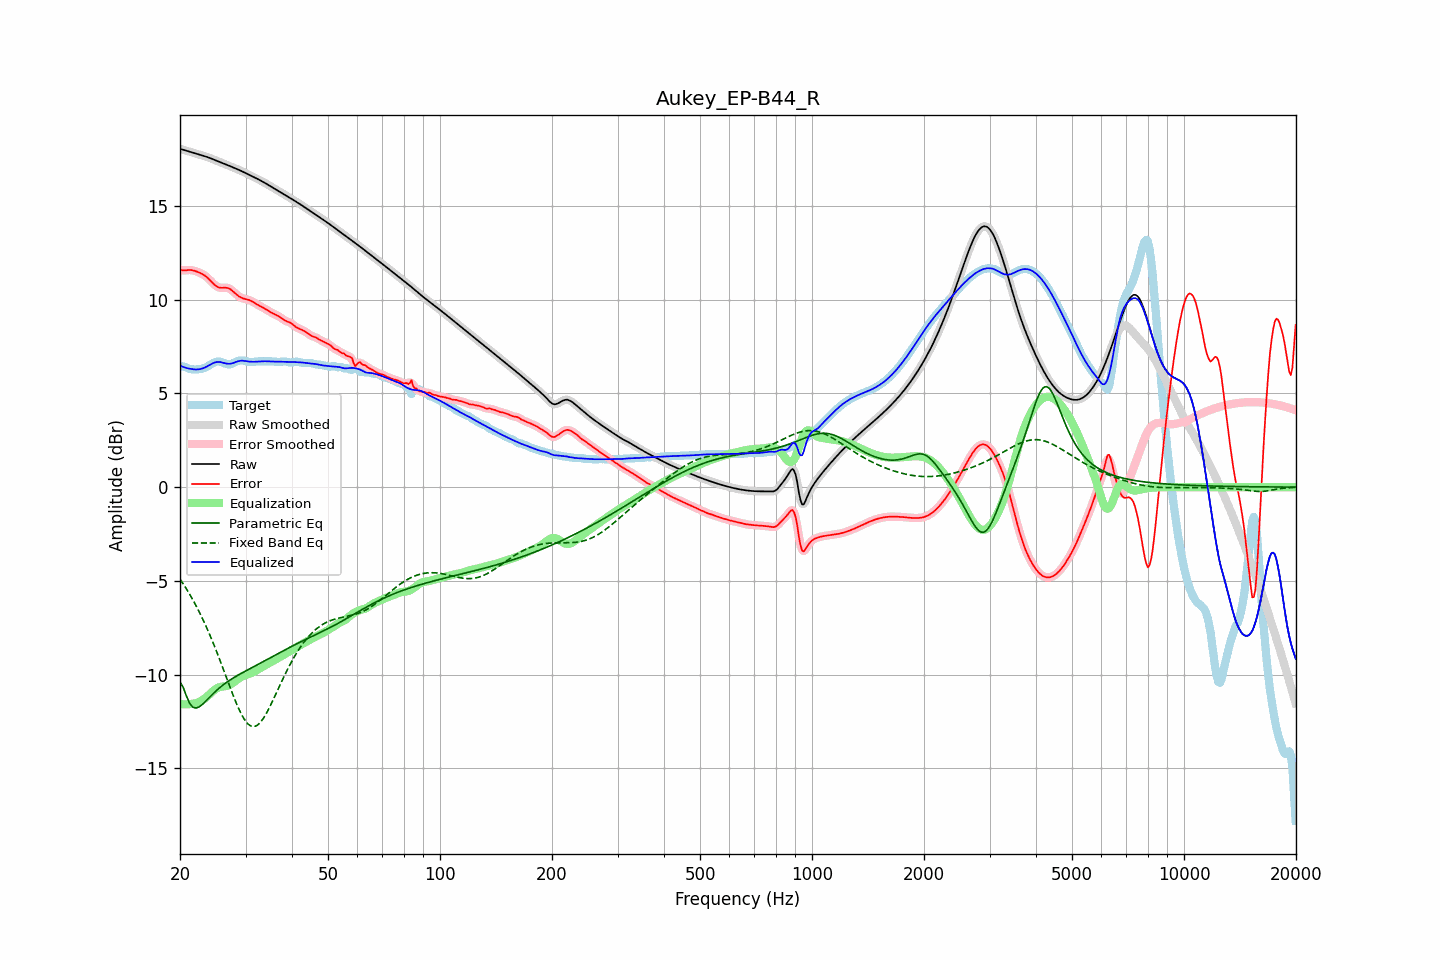 Aukey_EP-B44_R
Amplitude (dBr)
15
10
5
0
−5
−10
−15
Target
Raw Smoothed
Error Smoothed
Raw
Error
Equalization
Parametric Eq
Fixed Band Eq
Equalized
20 50 100 200 500 1000 2000 5000 10000 20000
Frequency (Hz)